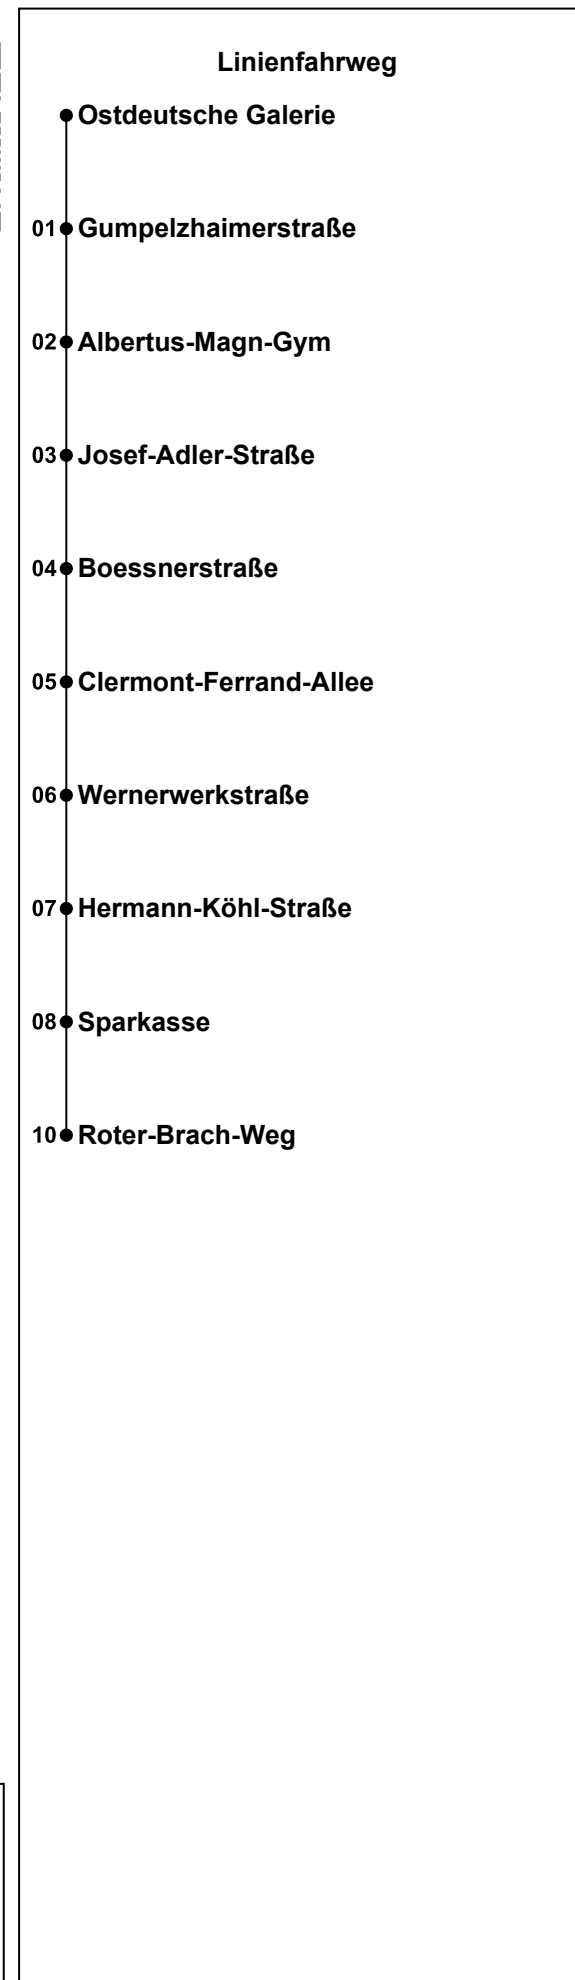 Linienfahrweg
Ostdeutsche Galerie
01 Gumpelzhaimerstraße
02 Albertus-Magn-Gym
03 Josef-Adler-Straße
04 Boessnerstraße
05 Clermont-Ferrand-Allee
06 Wernerwerkstraße
07 Hermann-Köhl-Straße
08 Sparkasse
10 Roter-Brach-Weg